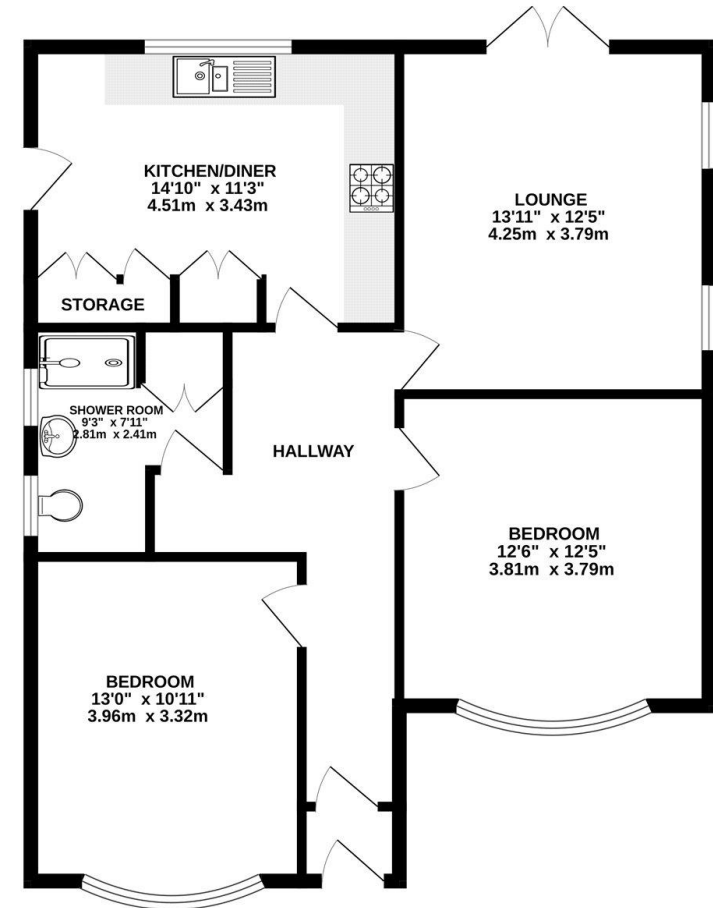 KITCHEN/DINER
14'10" x 11'3"
4.51m x 3.43m
LOUNGE
13'11" x 12'5"
4.25m x 3.79m
STORAGE
SHOWER ROOM
9'3" x 7'11"
2.81m x 2.41m
HALLWAY
BEDROOM
12'6" x 12'5"
3.81m x 3.79m
BEDROOM
13'0" x 10'11"
3.96m x 3.32m